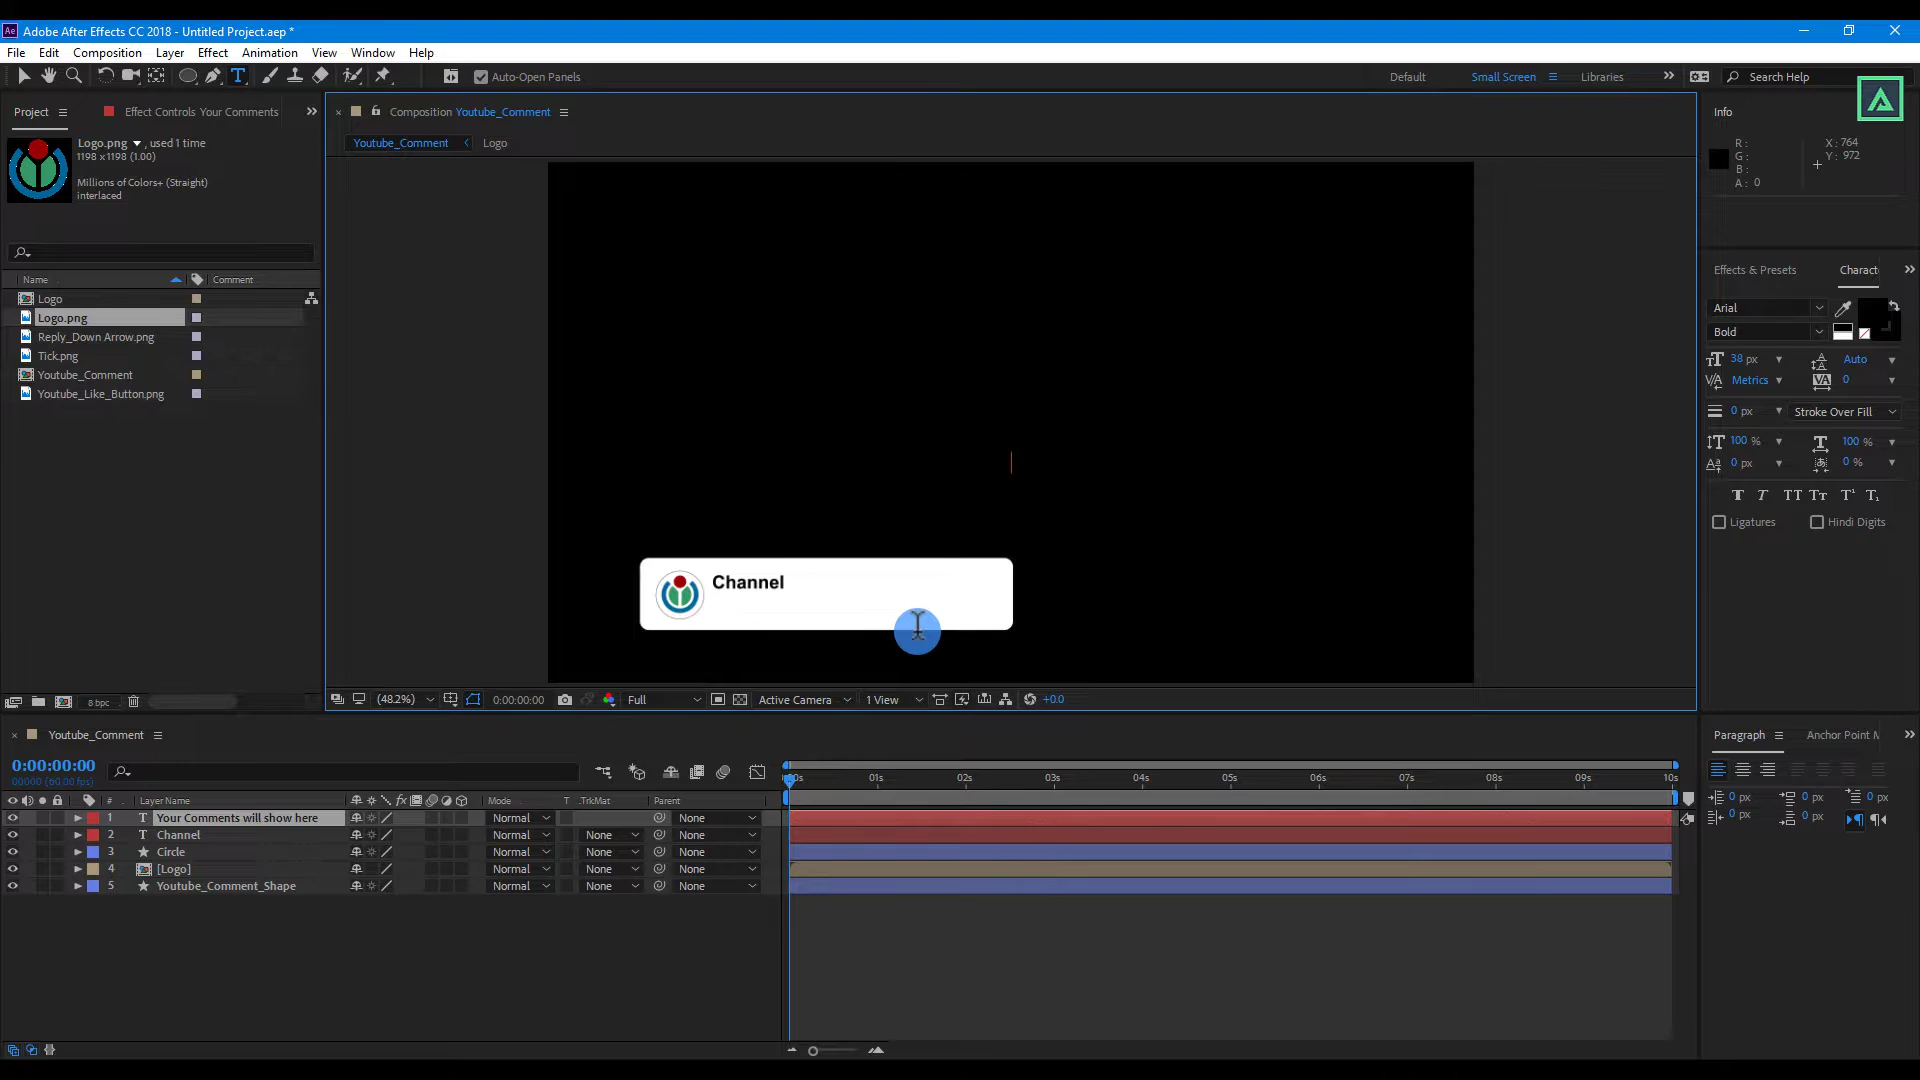 Adobe After Effects CC 2018 - Untitled Project.aep *
File Edit Composition Layer Effect Animation View Window Help
Auto-Open Panels Default Small Screen Libraries Search Help
Project Effect Controls Your Comments
Logo.png , used 1 time
1198 x 1198 (1.00)
Millions of Colors+ (Straight)
interlaced
Name Comment
Logo
Logo.png
Reply_Down Arrow.png
Tick.png
Youtube_Comment
Youtube_Like_Button.png
8 bpc
Composition Youtube_Comment
Youtube_Comment Logo
Channel
(48.2%) 0:00:00:00 Full Active Camera 1 View +0.0
Info
R : X : 764
G : Y : 972
B :
A : 0
Effects & Presets Charact
Arial
Bold
38 px Auto
Metrics 0
0 px Stroke Over Fill
100 % 100 %
0 px 0 %
T T TT Tt T¹ T₁
Ligatures Hindi Digits
Youtube_Comment
0:00:00:00
00000 (60.00 fps)
# Layer Name Mode T .TrkMat Parent
1 Your Comments will show here Normal None
2 Channel Normal None None
3 Circle Normal None None
4 [Logo] Normal None None
5 Youtube_Comment_Shape Normal None None
01s 02s 03s 04s 05s 06s 07s 08s 09s 10s
Paragraph Anchor Point
0 px 0 px 0 px
0 px 0 px